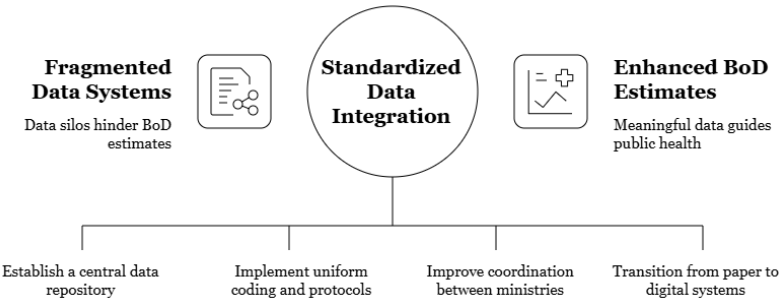 Fragmented
Data Systems
Data silos hinder BoD
estimates
Standardized
Data
Integration
Enhanced BoD
Estimates
Meaningful data guides
public health
Establish a central data
repository
Implement uniform
coding and protocols
Improve coordination
between ministries
Transition from paper to
digital systems